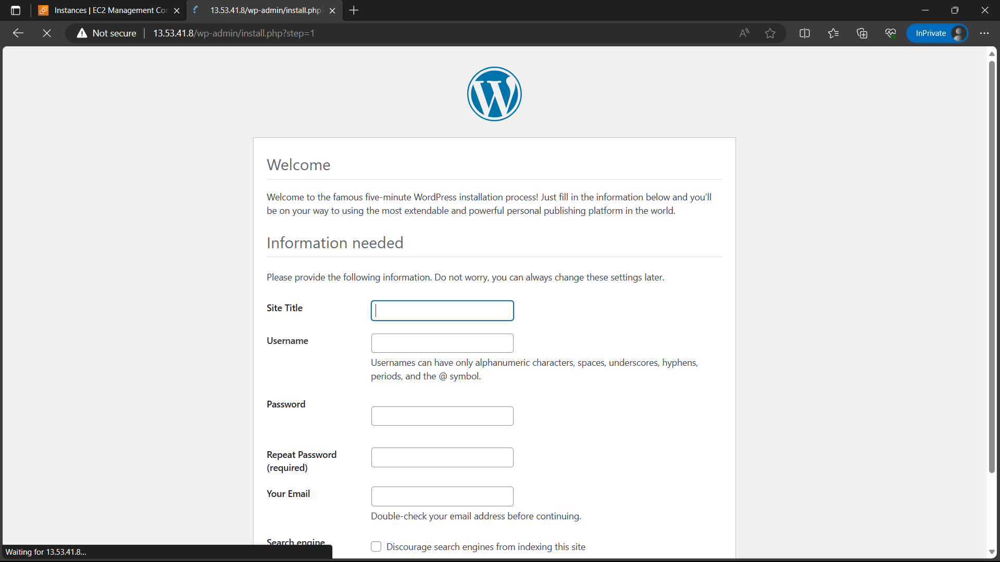 Instances | EC2 Management Co
13.53.41.8/wp-admin/install.php?
Not secure
13.53.41.8/wp-admin/install.php?step=1
A
InPrivate
W
Welcome
Welcome to the famous five-minute WordPress installation process! Just fill in the information below and you’ll
be on your way to using the most extendable and powerful personal publishing platform in the world.
Information needed
Please provide the following information. Do not worry, you can always change these settings later.
Site Title
Username
Usernames can have only alphanumeric characters, spaces, underscores, hyphens,
periods, and the @ symbol.
Password
Repeat Password
(required)
Your Email
Double-check your email address before continuing.
Search engine
Discourage search engines from indexing this site
Waiting for 13.53.41.8...